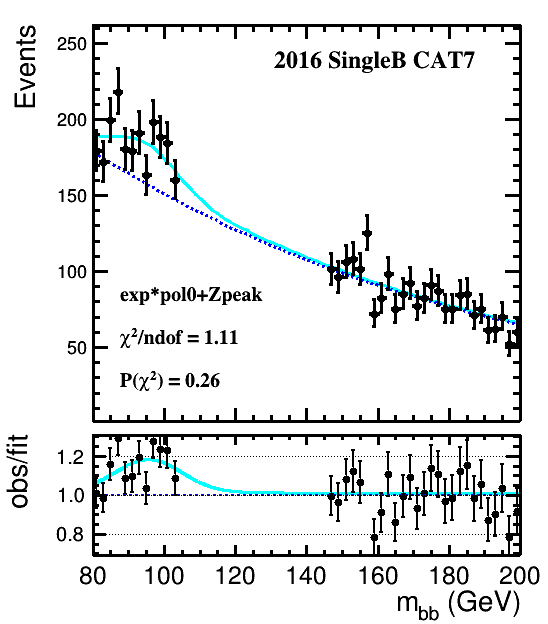 Events
250
200
150
100
50
2016 SingleB CAT7
exp*pol0+Zpeak
χ²/ndof = 1.11
P(χ²) = 0.26
obs/fit
1.2
1.0
0.8
80 100 120 140 160 180 200
m_bb (GeV)